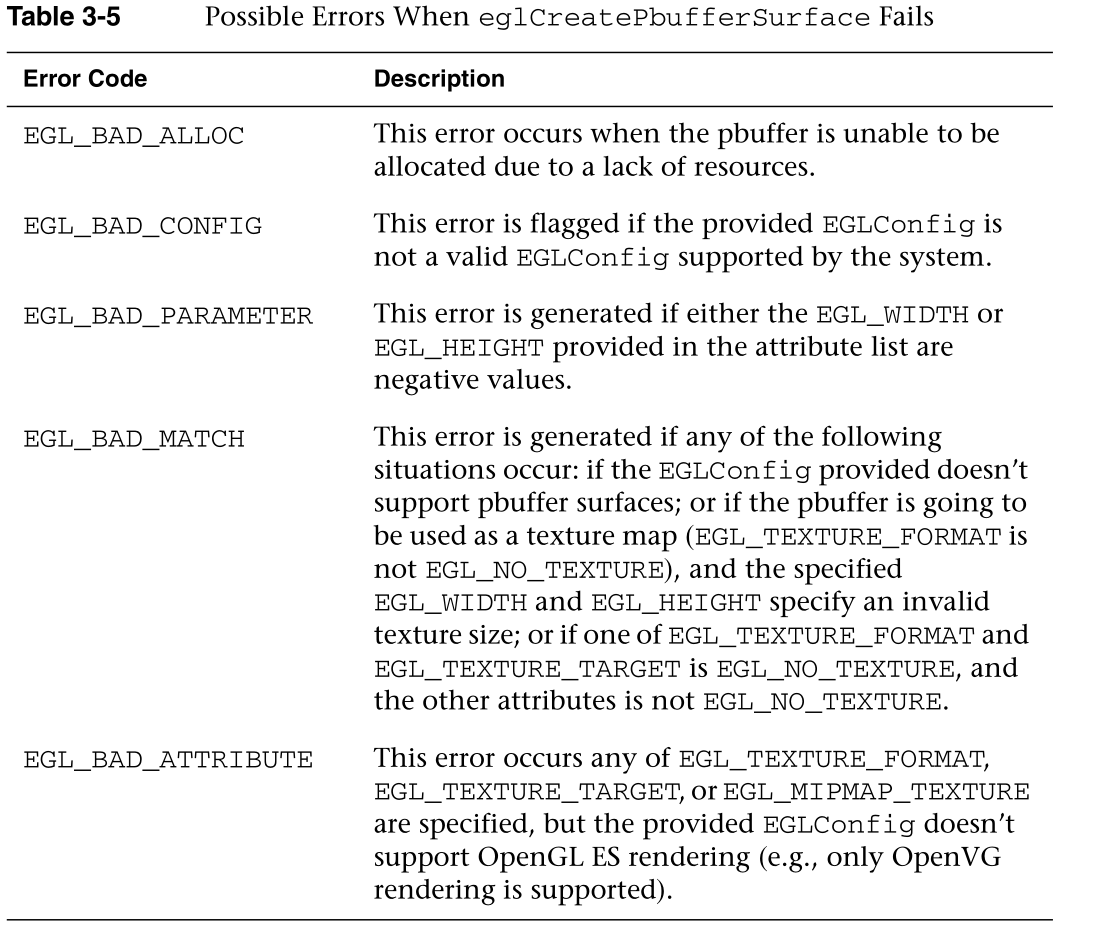 Table 3-5 Possible Errors When eglCreatePbufferSurface Fails
Error Code Description
EGL_BAD_ALLOC This error occurs when the pbuffer is unable to be
allocated due to a lack of resources.
EGL_BAD_CONFIG This error is flagged if the provided EGLConfig is
not a valid EGLConfig supported by the system.
EGL_BAD_PARAMETER This error is generated if either the EGL_WIDTH or
EGL_HEIGHT provided in the attribute list are
negative values.
EGL_BAD_MATCH This error is generated if any of the following
situations occur: if the EGLConfig provided doesn't
support pbuffer surfaces; or if the pbuffer is going to
be used as a texture map (EGL_TEXTURE_FORMAT is
not EGL_NO_TEXTURE), and the specified
EGL_WIDTH and EGL_HEIGHT specify an invalid
texture size; or if one of EGL_TEXTURE_FORMAT and
EGL_TEXTURE_TARGET is EGL_NO_TEXTURE, and
the other attributes is not EGL_NO_TEXTURE.
EGL_BAD_ATTRIBUTE This error occurs any of EGL_TEXTURE_FORMAT,
EGL_TEXTURE_TARGET, or EGL_MIPMAP_TEXTURE
are specified, but the provided EGLConfig doesn't
support OpenGL ES rendering (e.g., only OpenVG
rendering is supported).